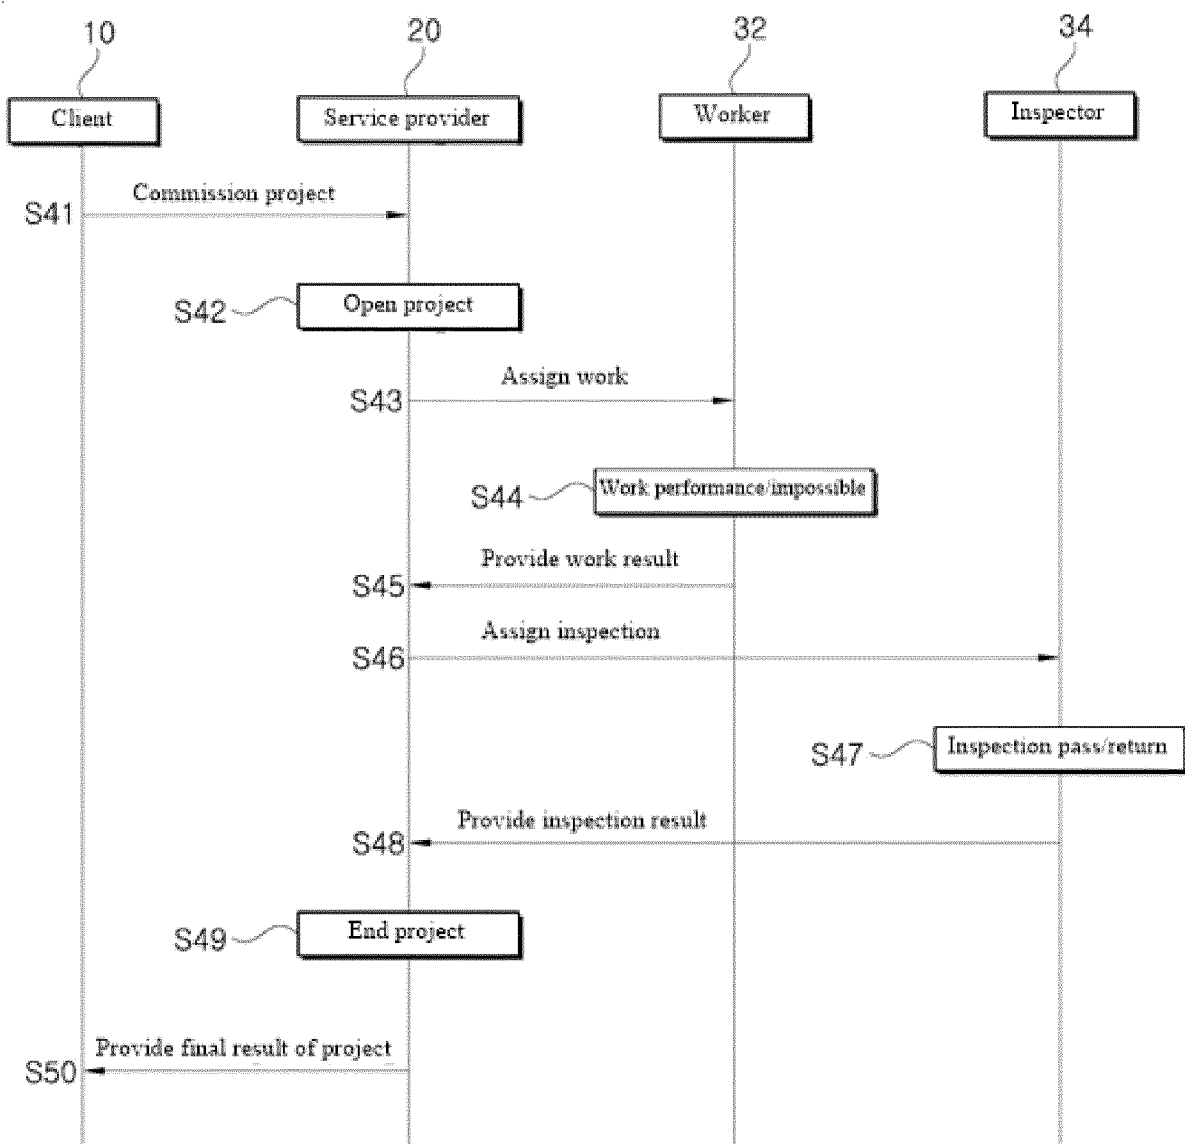 10 20 32 34
Client Service provider Worker Inspector
Commission project
S41
S42 Open project
Assign work
S43
S44 Work performance/impossible
Provide work result
S45
Assign inspection
S46
S47 Inspection pass/return
Provide inspection result
S48
S49 End project
Provide final result of project
S50